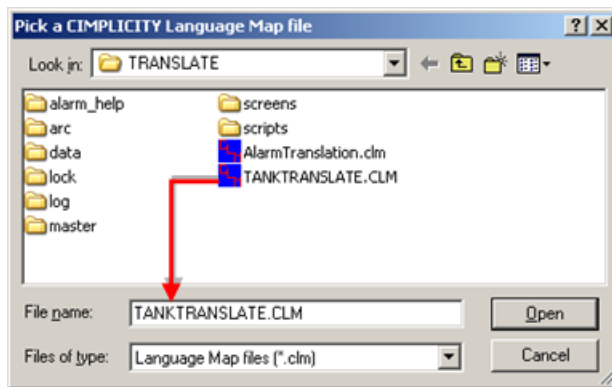 Pick a CIMPLICITY Language Map file
Look in: TRANSLATE
alarm_help
arc
data
lock
log
master
screens
scripts
AlarmTranslation.clm
TANKTRANSLATE.CLM
File name: TANKTRANSLATE.CLM Open
Files of type: Language Map files (*.clm) Cancel